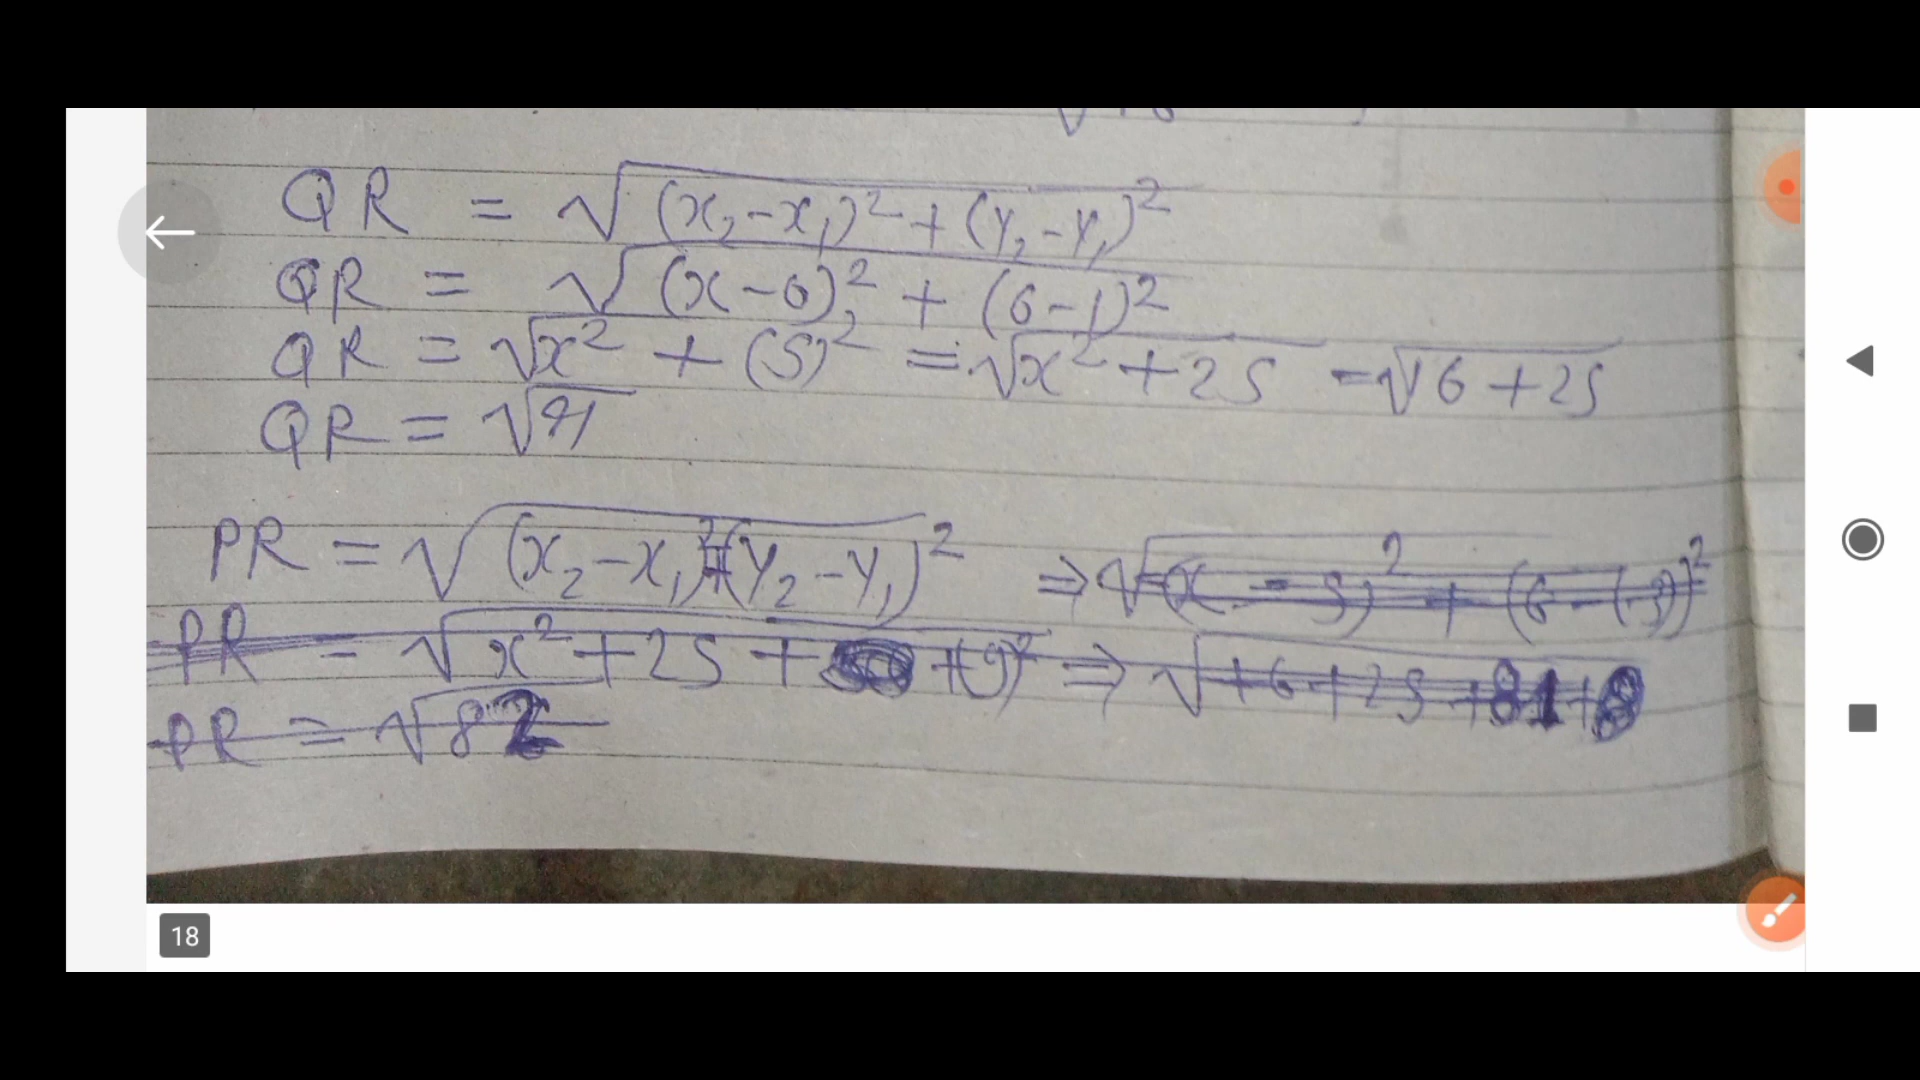 QR = √(x₂-x₁)² + (y₂-y₁)²
QR = √(x-0)² + (6-1)²
QR = √x² + (5)² = √x²+25 = √16+25
QR = √41
PR = √(x₂-x₁)²+(y₂-y₁)² ⇒ √(x-5)² + (6-(-3))²
PR = √x²+25+ +(9)² ⇒ √+6+25+81+
PR = √82
18